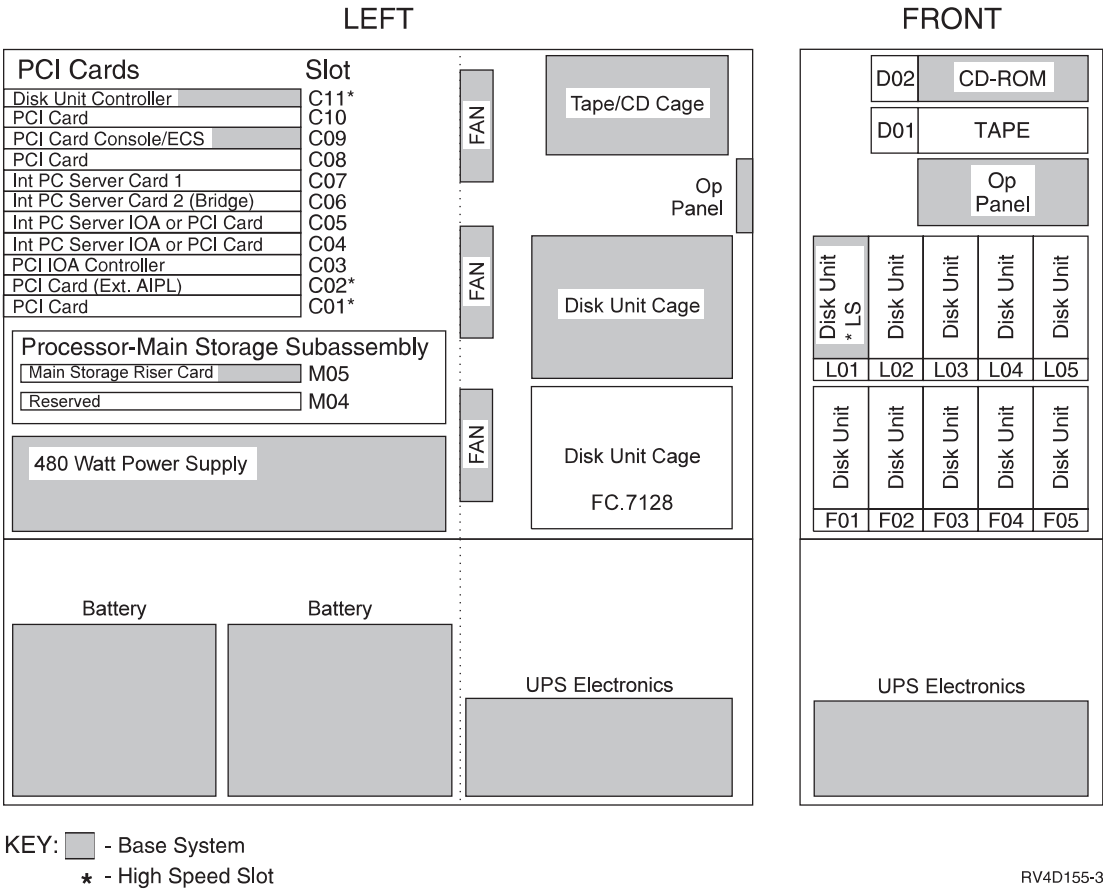 LEFT
PCI Cards Slot
Disk Unit Controller C11*
PCI Card C10
PCI Card Console/ECS C09
PCI Card C08
Int PC Server Card 1 C07
Int PC Server Card 2 (Bridge) C06
Int PC Server IOA or PCI Card C05
Int PC Server IOA or PCI Card C04
PCI IOA Controller C03
PCI Card (Ext. AIPL) C02*
PCI Card C01*
Processor-Main Storage Subassembly
Main Storage Riser Card M05
Reserved M04
480 Watt Power Supply
FAN
FAN
FAN
Tape/CD Cage
Op
Panel
Disk Unit Cage
Disk Unit Cage
FC.7128
Battery
Battery
UPS Electronics
FRONT
D02 CD-ROM
D01 TAPE
Op
Panel
Disk Unit
* LS
Disk Unit
Disk Unit
Disk Unit
Disk Unit
L01 L02 L03 L04 L05
Disk Unit
Disk Unit
Disk Unit
Disk Unit
Disk Unit
F01 F02 F03 F04 F05
UPS Electronics
KEY: - Base System
* - High Speed Slot
RV4D155-3